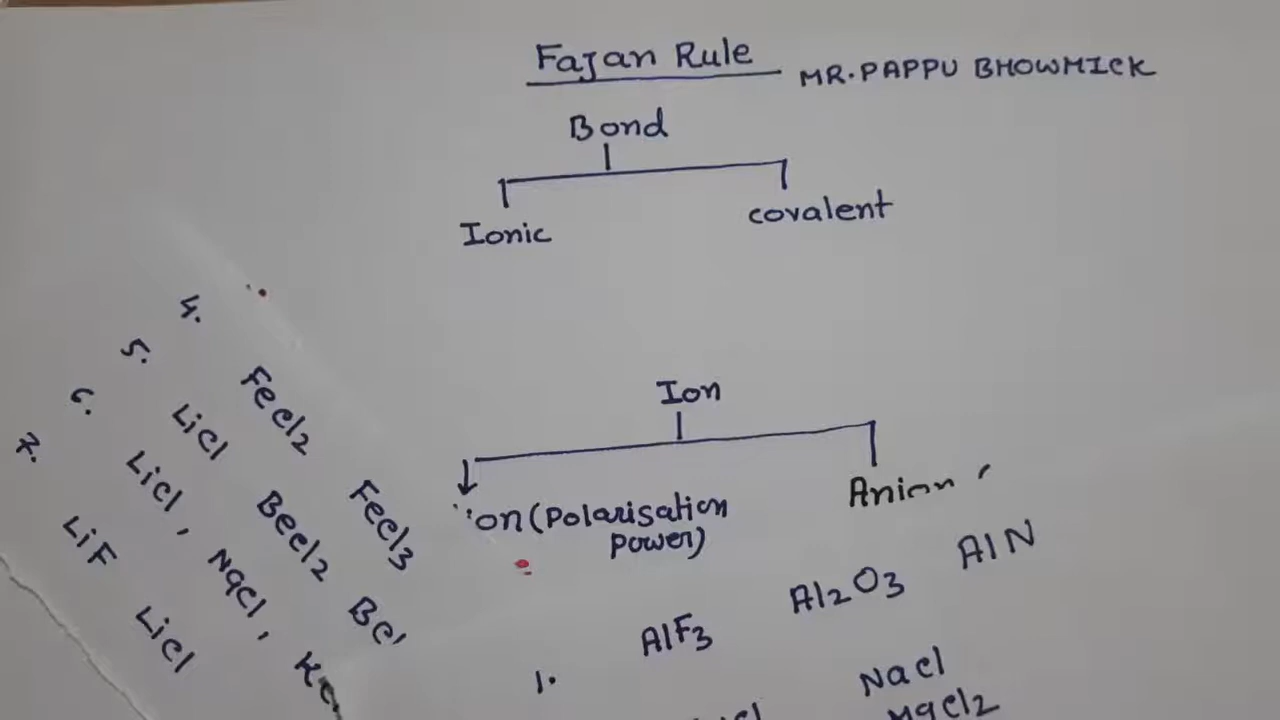 Fajan Rule
MR. PAPPU BHOWMICK
Bond
Ionic
covalent
Ion
on (Polarisation
power)
Anion
1. AlF3 Al2O3 AlN
NaCl
MgCl2
4. FeCl2 FeCl3
5. LiCl BeCl2
6. LiCl, NaCl,
7. LiF LiCl